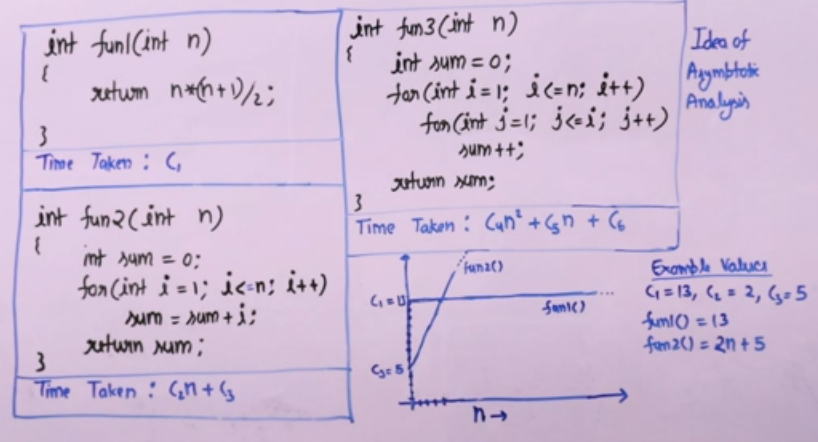 int fun1(int n)
{
return n*(n+1)/2;
}
Time Taken : C₁
int fun2(int n)
{
int sum = 0;
for(int i = 1; i<=n; i++)
sum = sum + i;
return sum;
}
Time Taken : C₂n + C₃
int fun3(int n)
{
int sum = 0;
for(int i = 1; i<=n; i++)
for(int j = 1; j<=i; j++)
sum++;
return sum;
}
Time Taken : C₄n² + C₅n + C₆
Idea of
Asymptotic
Analysis
fun2()
C₁ = 13
fun1()
C₃ = 5
n →
Example Values
C₁ = 13, C₂ = 2, C₃ = 5
fun1() = 13
fun2() = 2n + 5